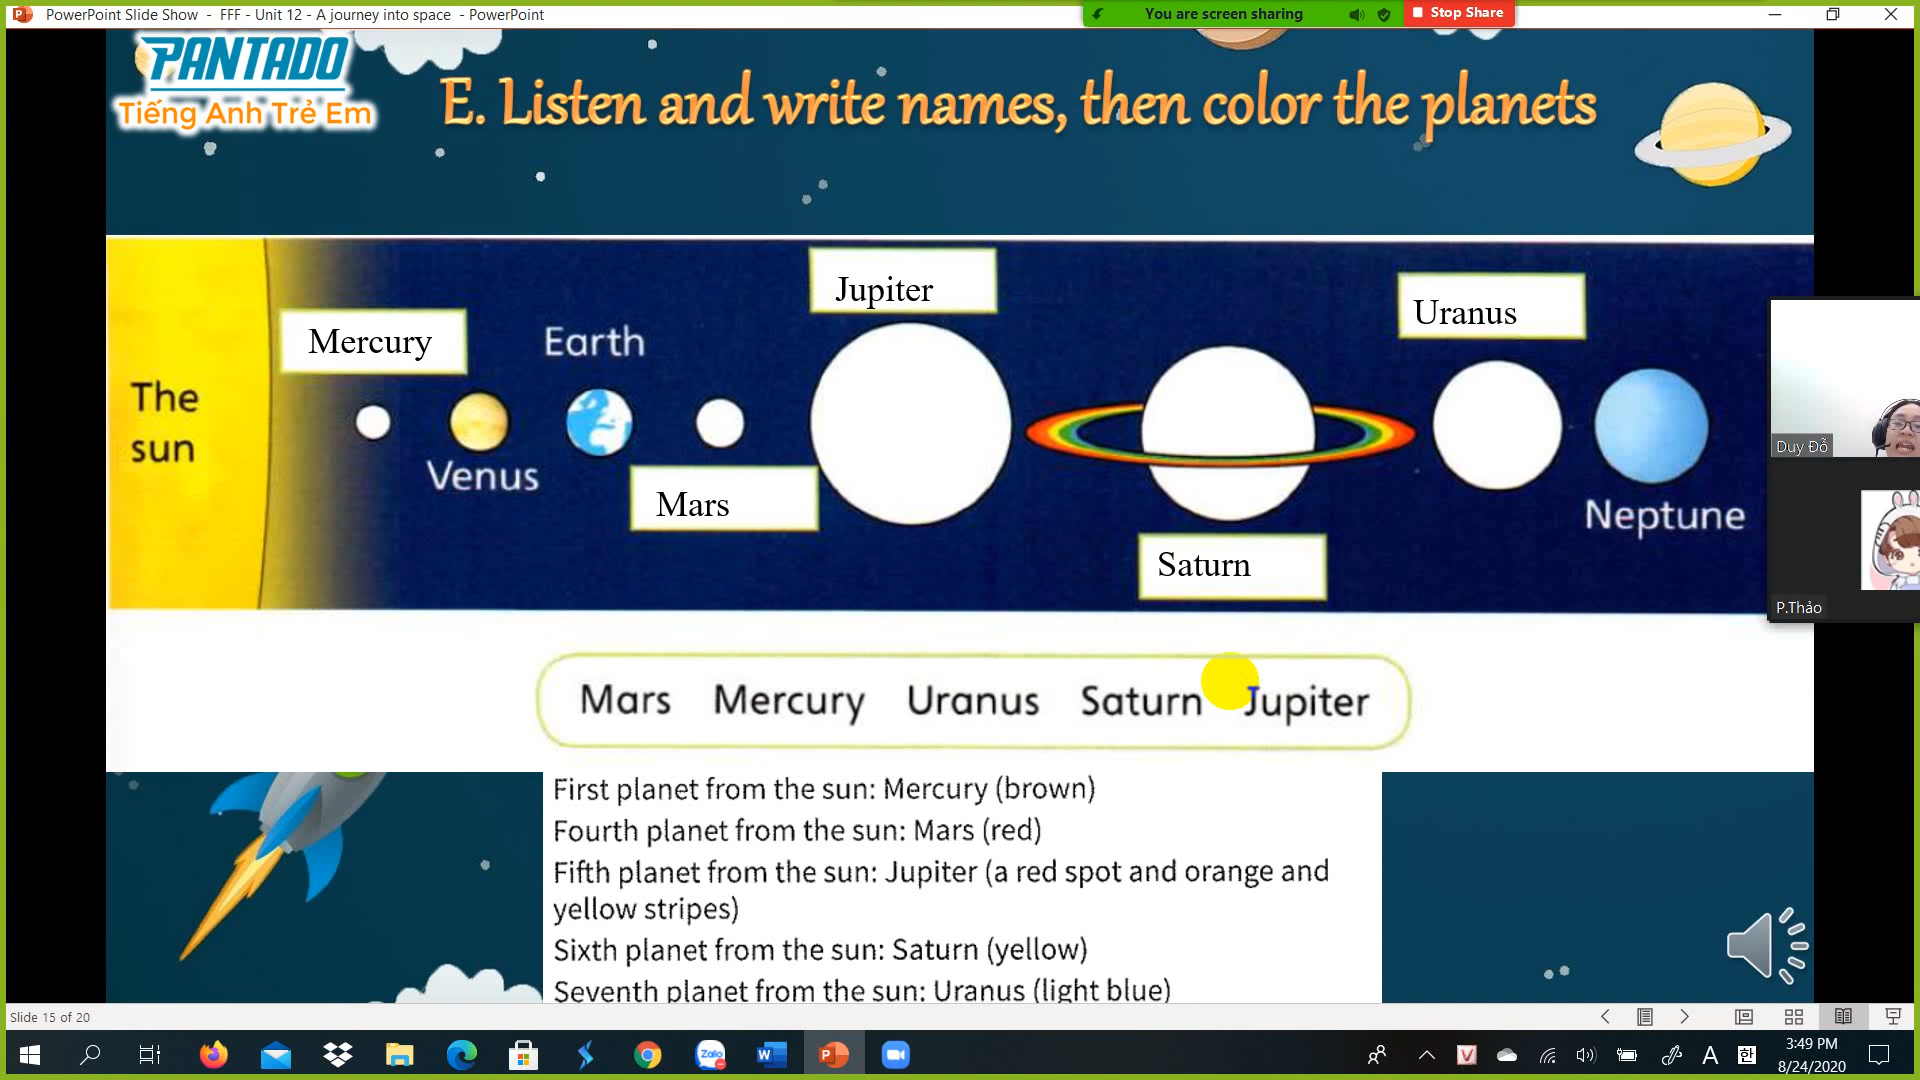 PowerPoint Slide Show - FFF - Unit 12 - A journey into space - PowerPoint
You are screen sharing
Stop Share
PANTADO
Tiếng Anh Trẻ Em
E. Listen and write names, then color the planets
The
sun
Mercury
Venus
Earth
Mars
Jupiter
Saturn
Uranus
Neptune
Duy Đỗ
P.Thảo
Mars Mercury Uranus Saturn Jupiter
First planet from the sun: Mercury (brown)
Fourth planet from the sun: Mars (red)
Fifth planet from the sun: Jupiter (a red spot and orange and
yellow stripes)
Sixth planet from the sun: Saturn (yellow)
Seventh planet from the sun: Uranus (light blue)
Slide 15 of 20
Zalo
A
한
3:49 PM
8/24/2020